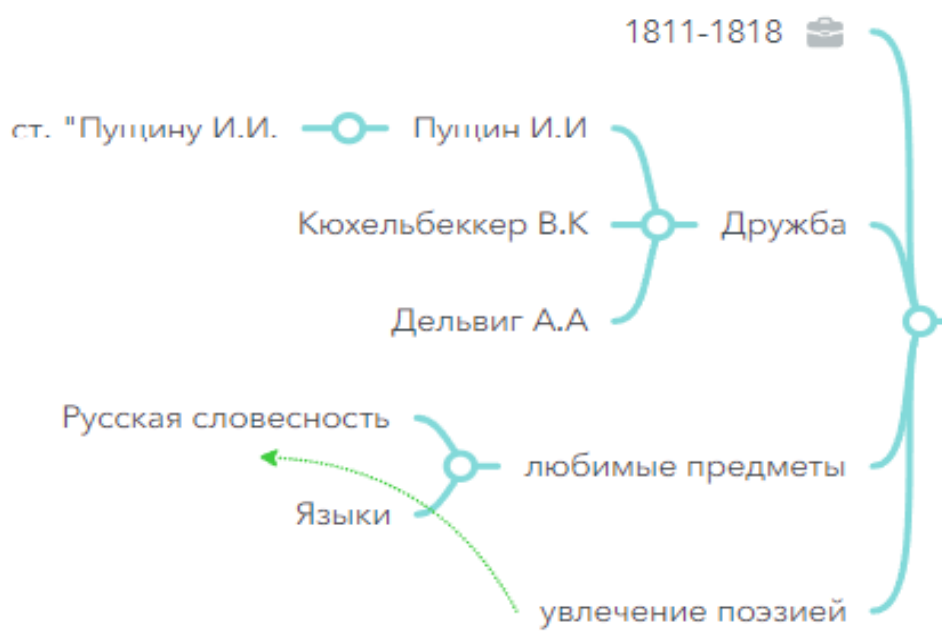 1811-1818
ст. "Пущину И.И.
Пущин И.И
Кюхельбеккер В.К
Дружба
Дельвиг А.А
Русская словесность
любимые предметы
Языки
увлечение поэзией